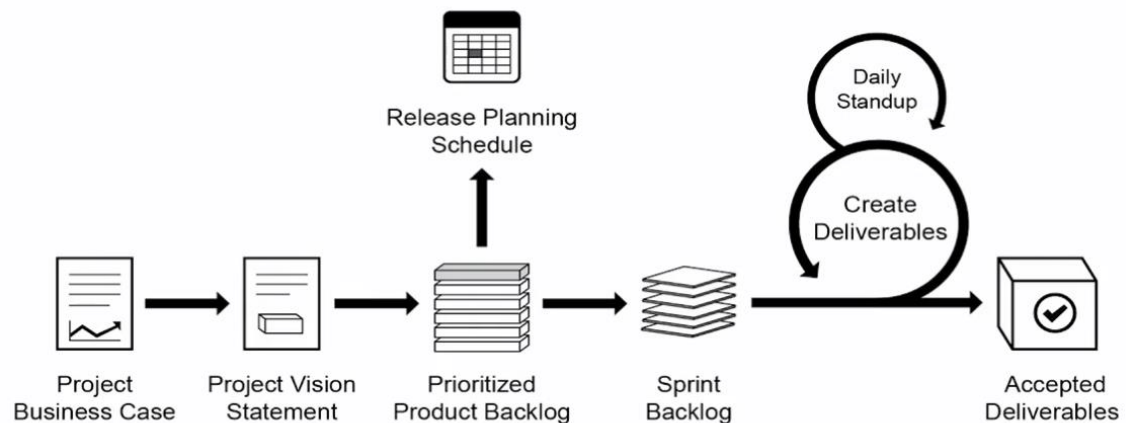 Release Planning
Schedule
Daily
Standup
Create
Deliverables
Project
Business Case
Project Vision
Statement
Prioritized
Product Backlog
Sprint
Backlog
Accepted
Deliverables